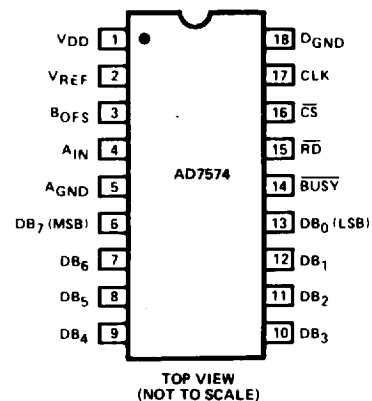 VDD 1 18 DGND
VREF 2 17 CLK
BOFS 3 16 CS
AIN 4 15 RD
AD7574
AGND 5 14 BUSY
DB7 (MSB) 6 13 DB0 (LSB)
DB6 7 12 DB1
DB5 8 11 DB2
DB4 9 10 DB3
TOP VIEW
(NOT TO SCALE)